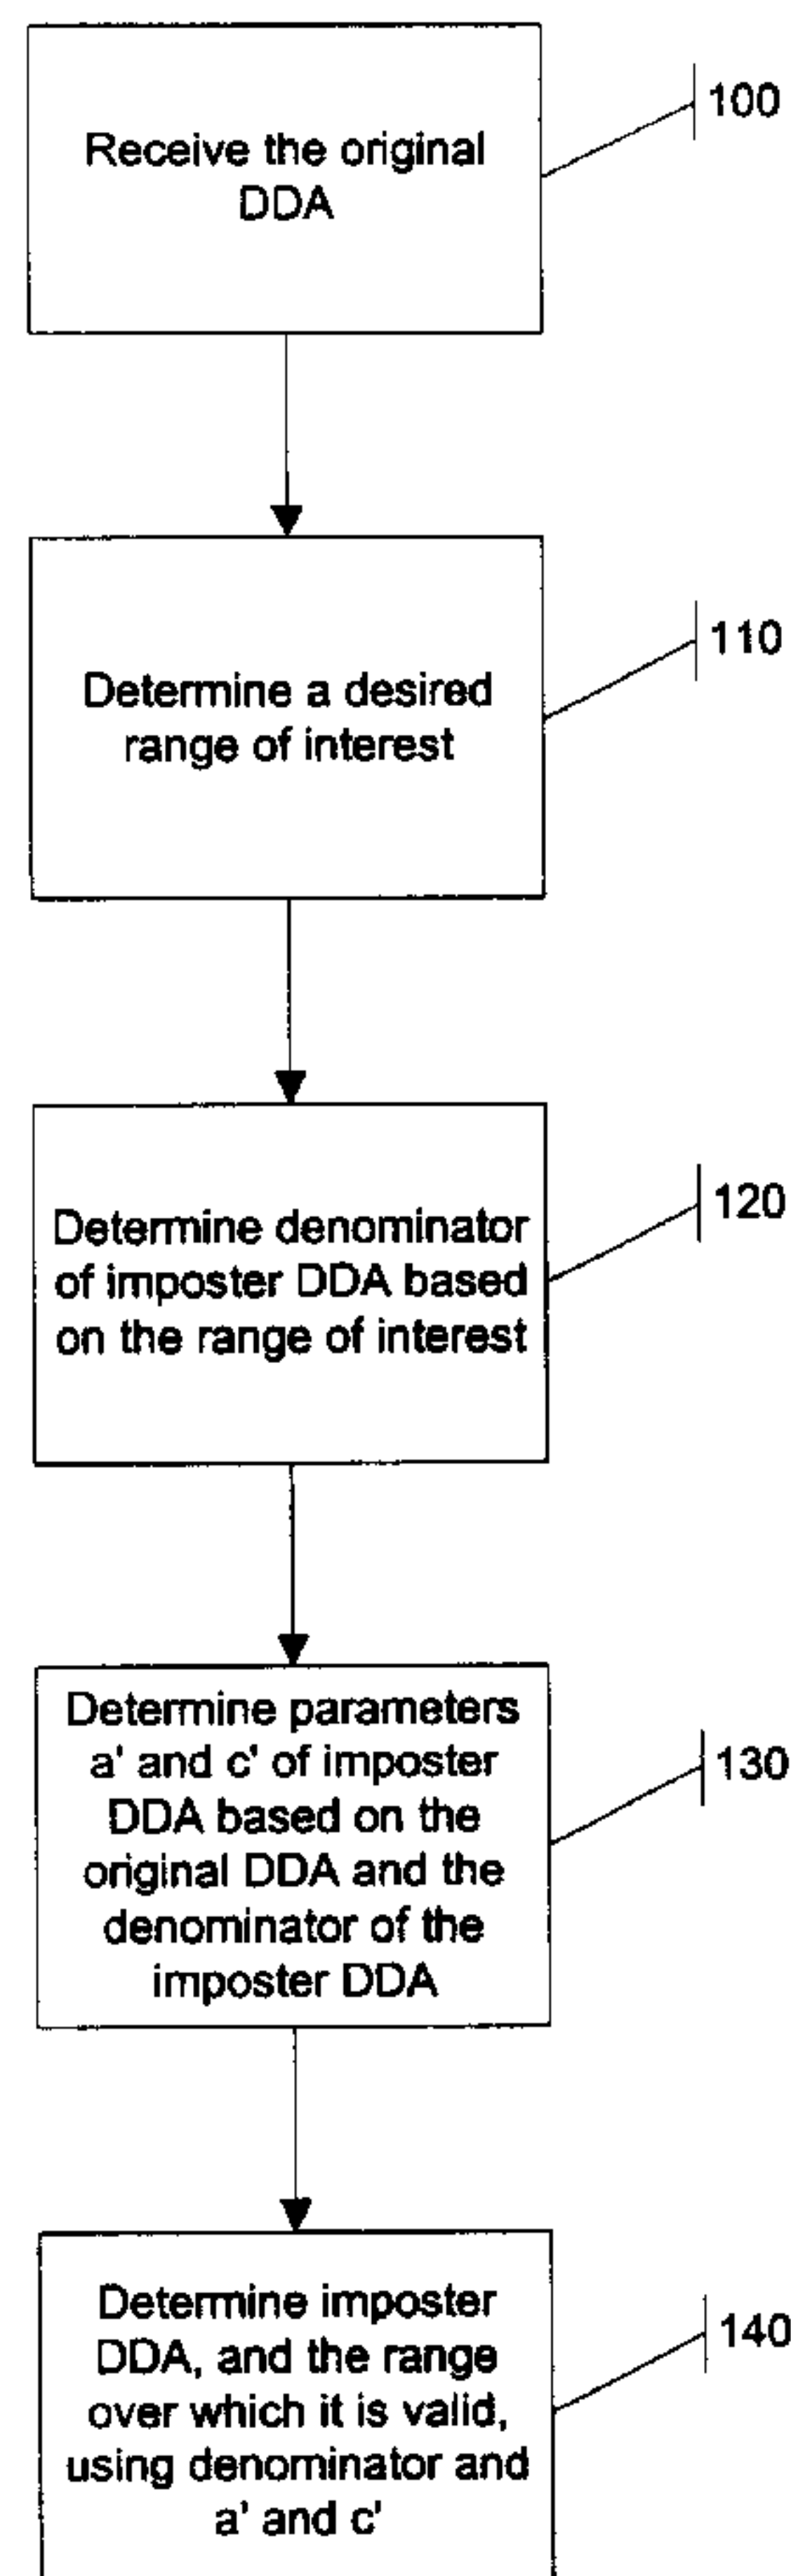 Receive the original
DDA
100
Determine a desired
range of interest
110
Determine denominator
of imposter DDA based
on the range of interest
120
Determine parameters
a' and c' of imposter
DDA based on the
original DDA and the
denominator of the
imposter DDA
130
Determine imposter
DDA, and the range
over which it is valid,
using denominator and
a' and c'
140